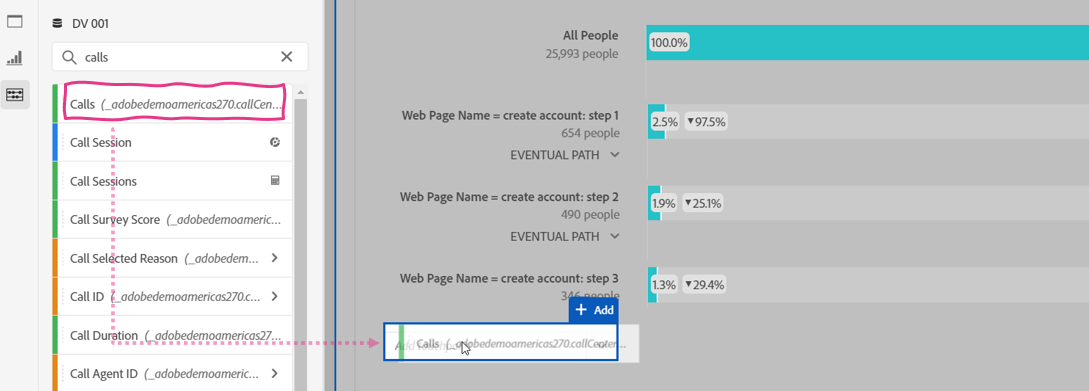 DV 001
calls
Calls (_adobedemoamericas270.callCen...
Call Session
Call Sessions
Call Survey Score (_adobedemoameric...
Call Selected Reason (_adobedem...
Call ID (_adobedemoamericas270.c...
Call Duration (_adobedemoamericas27...
Call Agent ID (_adobedemoamericas...
All People
25,993 people
100.0%
Web Page Name = create account: step 1
654 people
2.5% ▼97.5%
EVENTUAL PATH
Web Page Name = create account: step 2
490 people
1.9% ▼25.1%
EVENTUAL PATH
Web Page Name = create account: step 3
346 people
1.3% ▼29.4%
+ Add
Calls (_adobedemoamericas270.callCenter...
Add